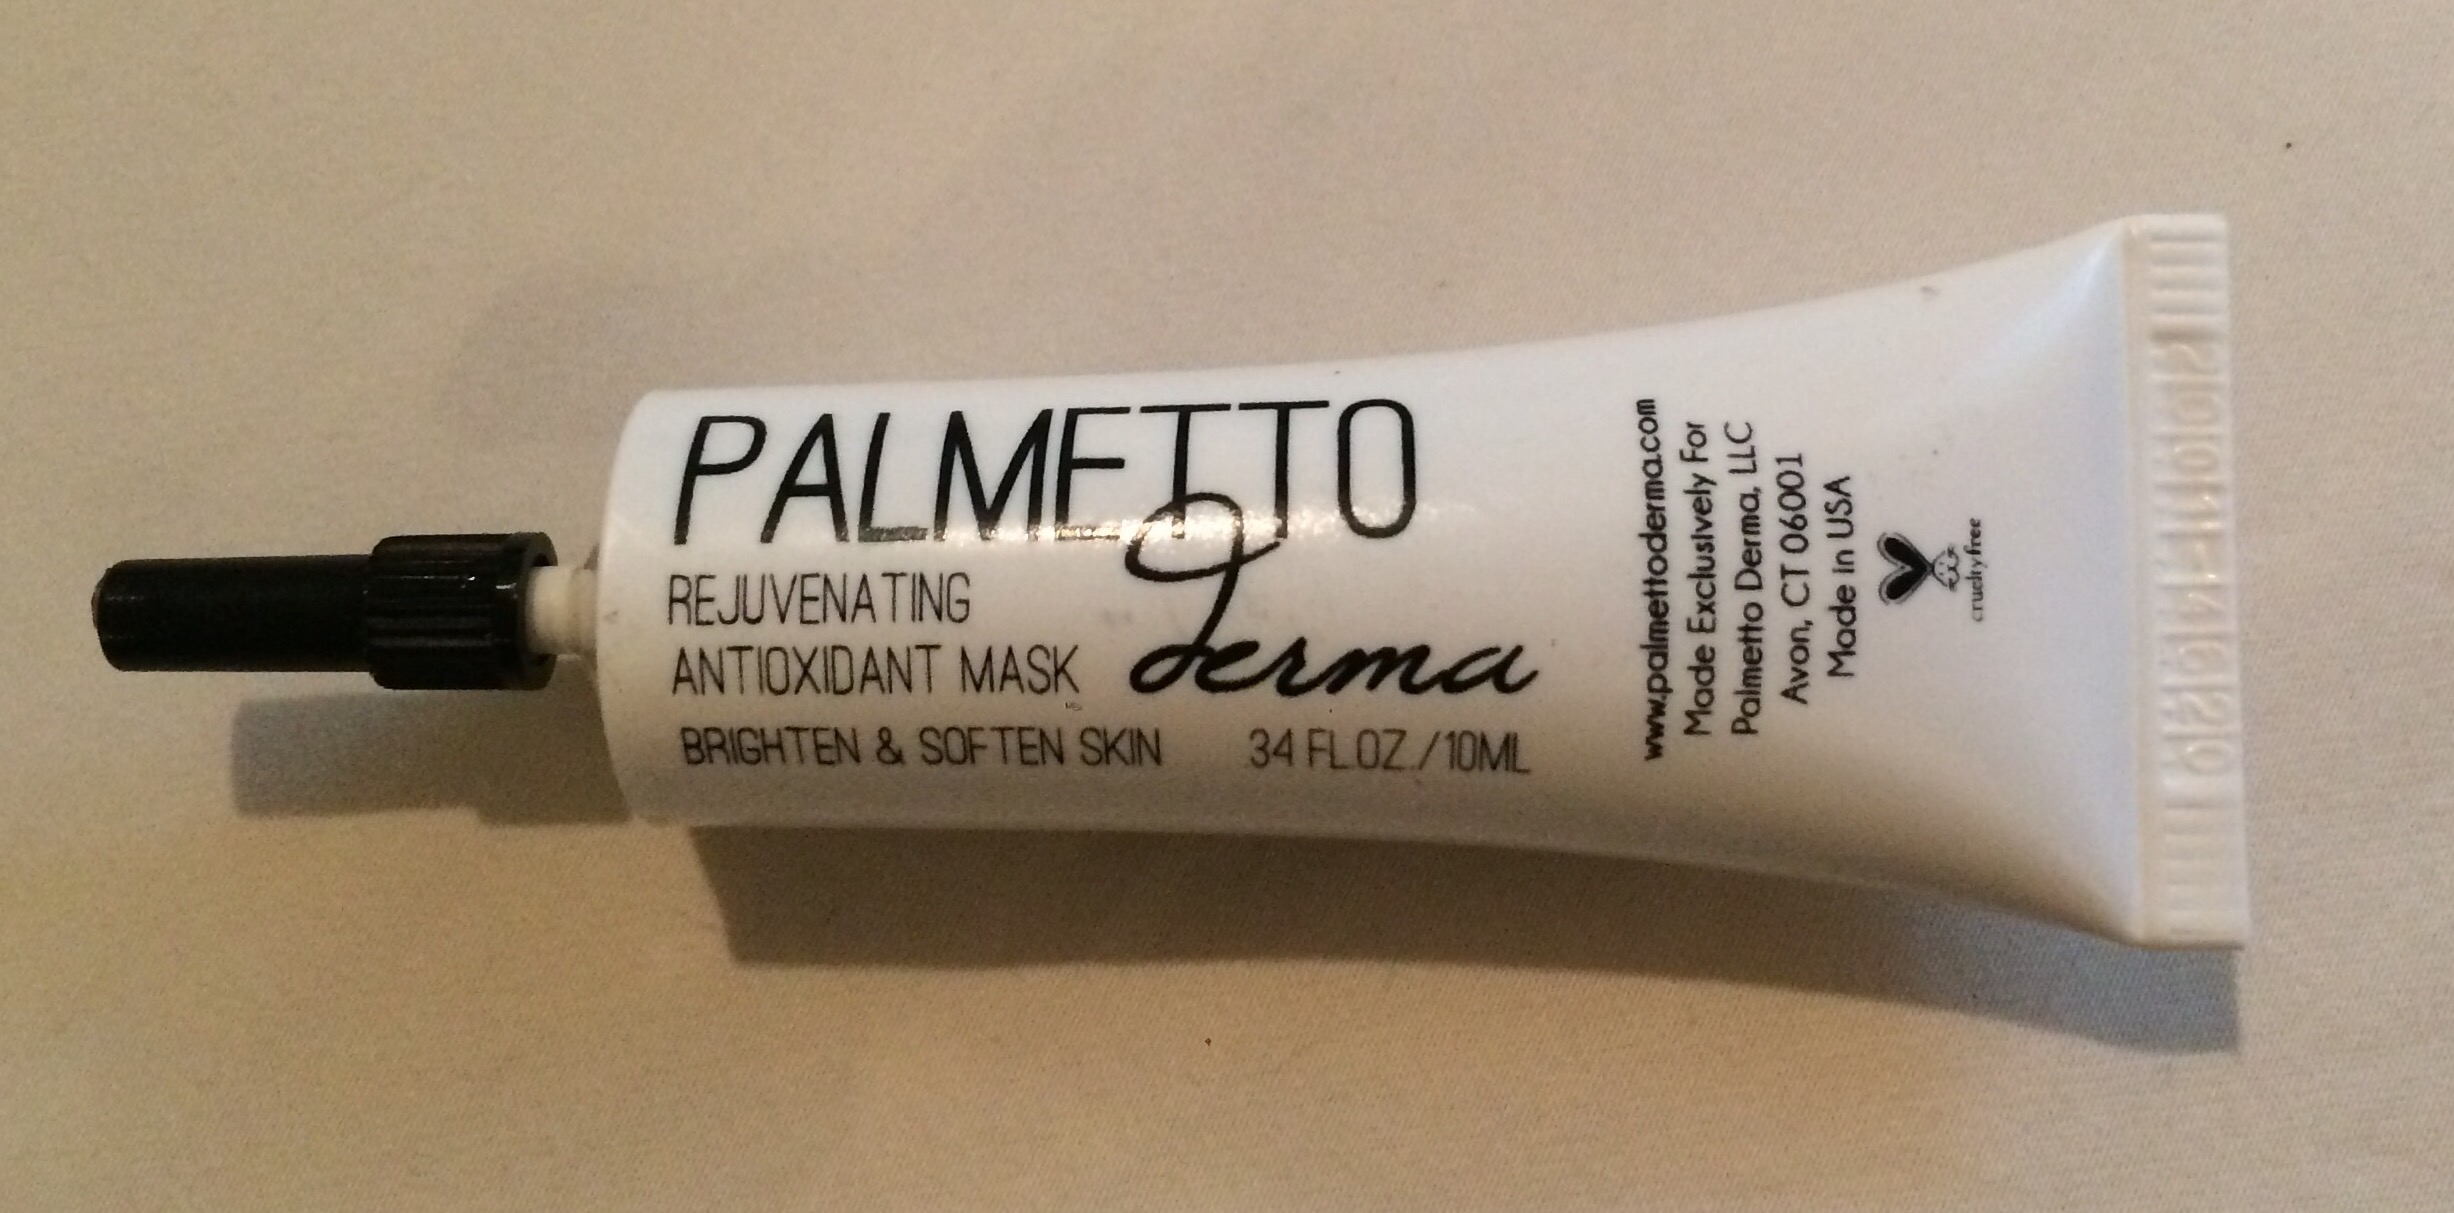 PALMETTO
derma
REJUVENATING
ANTIOXIDANT MASK
BRIGHTEN & SOFTEN SKIN 34 FL.OZ./10ML
www.palmettoderma.com
Made Exclusively For
Palmetto Derma, LLC
Avon, CT 06001
Made in USA
crueltyfree